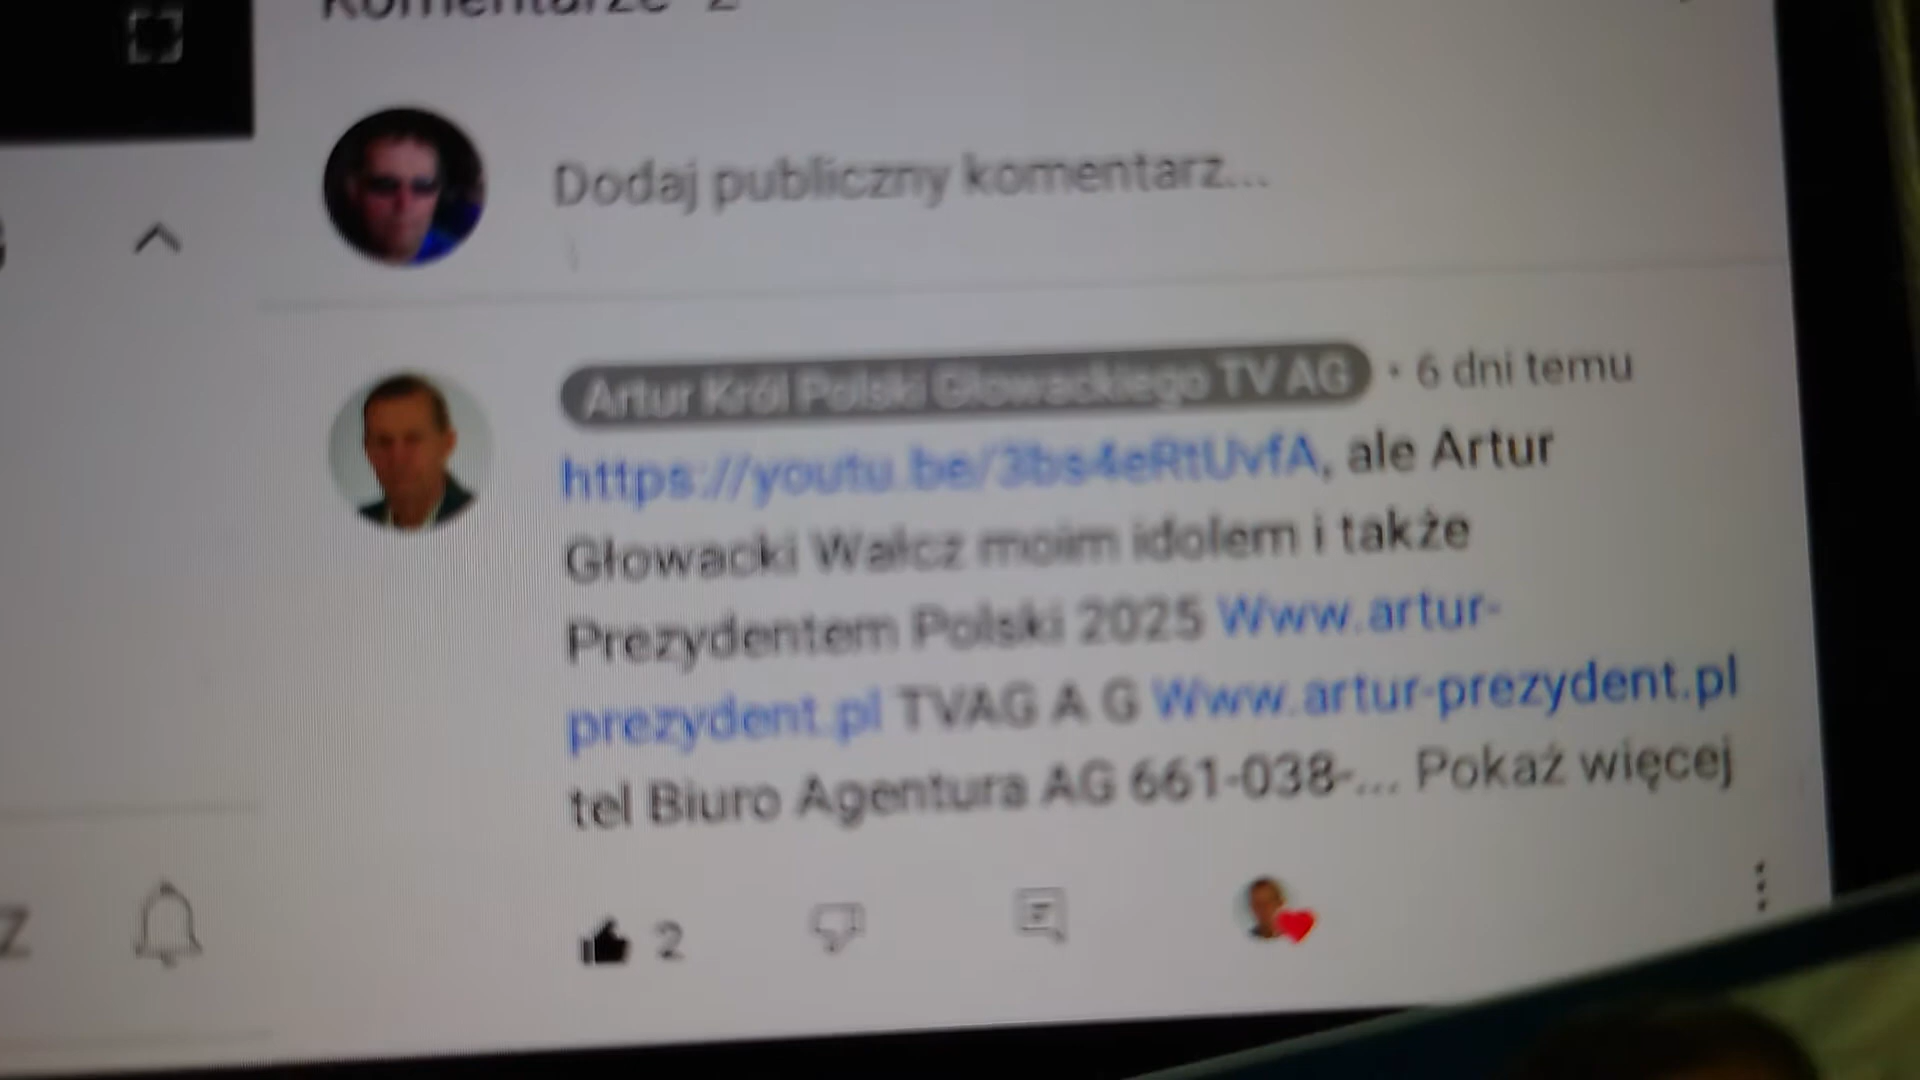 Komentarze 2
Dodaj publiczny komentarz...
Artur Król Polski Głowackiego TV AG • 6 dni temu
https://youtu.be/3bs4eRtUvfA, ale Artur
Głowacki Wałcz moim idolem i także
Prezydentem Polski 2025 Www.artur-
prezydent.pl TVAG A G Www.artur-prezydent.pl
tel Biuro Agentura AG 661-038-... Pokaż więcej
Z
2